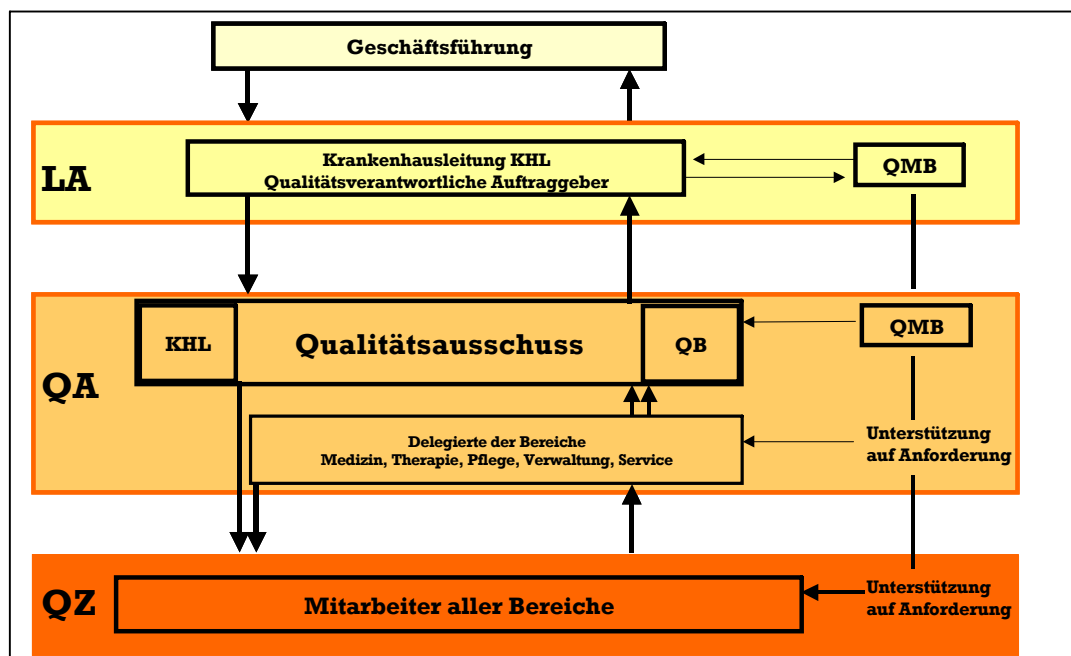 Geschäftsführung
LA
Krankenhausleitung KHL
Qualitätsverantwortliche Auftraggeber
QMB
QA
KHL
Qualitätsausschuss
QB
QMB
Delegierte der Bereiche
Medizin, Therapie, Pflege, Verwaltung, Service
Unterstützung
auf Anforderung
QZ
Mitarbeiter aller Bereiche
Unterstützung
auf Anforderung